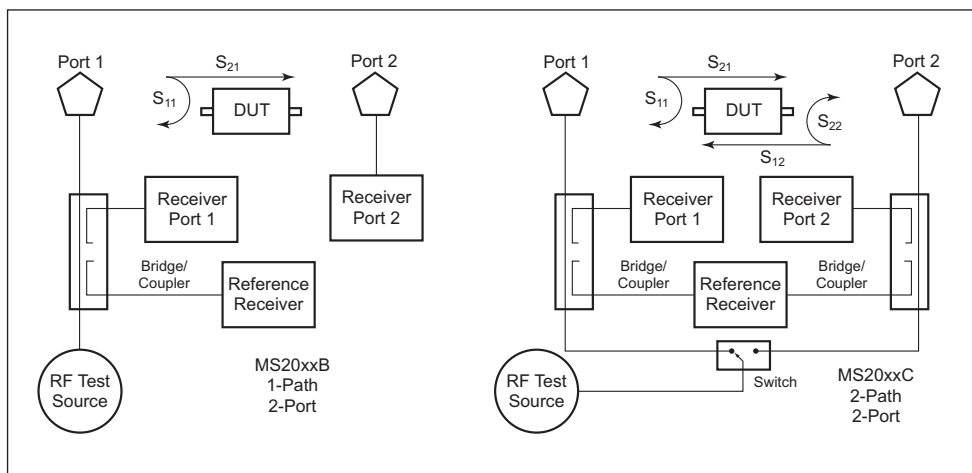 Port 1
S21
Port 2
S11
DUT
Receiver
Port 1
Receiver
Port 2
Bridge/
Coupler
Reference
Receiver
RF Test
Source
MS20xxB
1-Path
2-Port
Port 1
S21
Port 2
S11
DUT
S22
S12
Receiver
Port 1
Receiver
Port 2
Bridge/
Coupler
Reference
Receiver
Bridge/
Coupler
RF Test
Source
Switch
MS20xxC
2-Path
2-Port